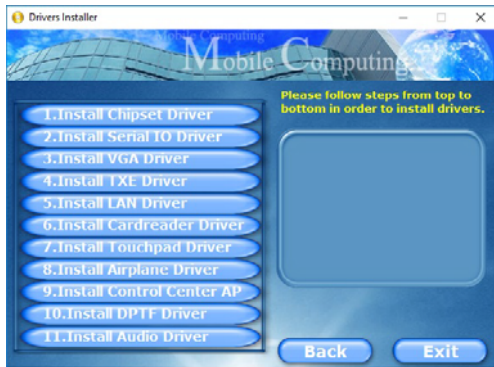 Drivers Installer
Mobile Computing
Mobile Computing
Please follow steps from top to
bottom in order to install drivers.
1.Install Chipset Driver
2.Install Serial IO Driver
3.Install VGA Driver
4.Install TXE Driver
5.Install LAN Driver
6.Install Cardreader Driver
7.Install Touchpad Driver
8.Install Airplane Driver
9.Install Control Center AP
10.Install DPTF Driver
11.Install Audio Driver
Back
Exit